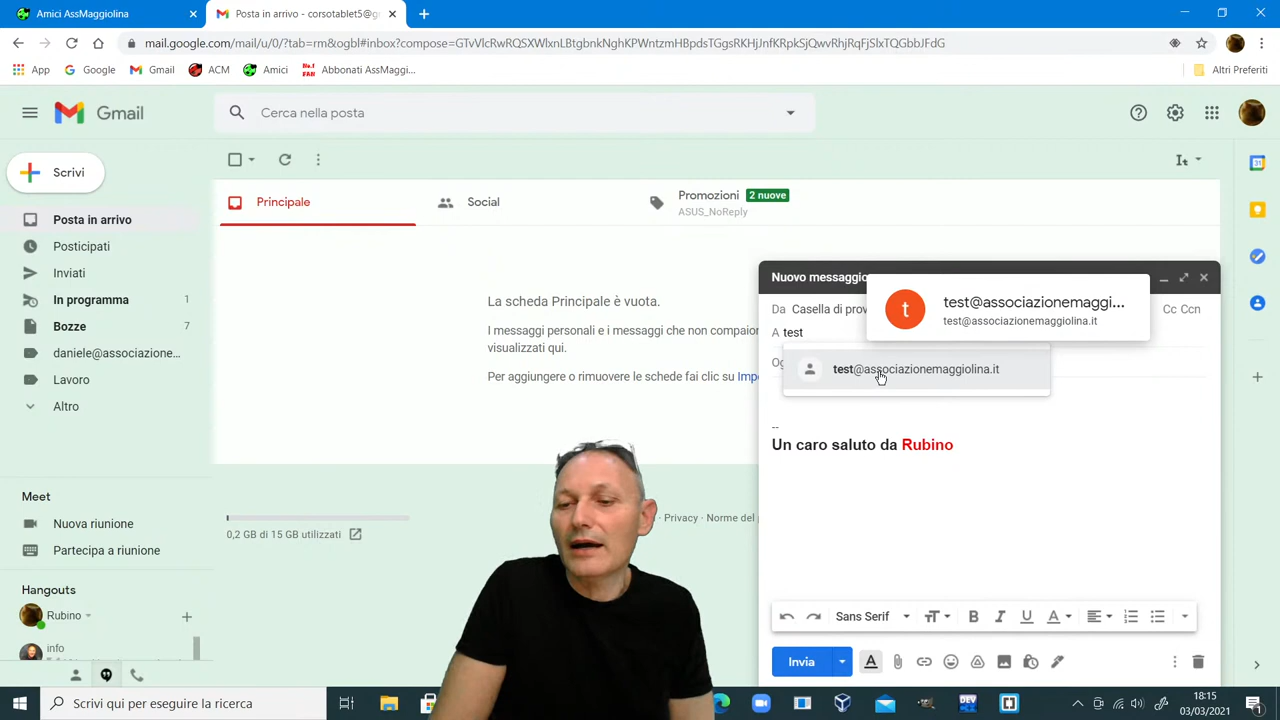 Amici AssMaggiolina
Posta in arrivo - corsotablet5@g
mail.google.com/mail/u/0/?tab=rm&ogbl#inbox?compose=GTvVlcRwRQSXWlxnLBtgbnkNghKPWntzmHBpdsTGgsRKHjJnfKRpkSjQwvRhjRqFjSlxTQGbbJFdG
App
Google
Gmail
ACM
Amici
Abbonati AssMaggi...
Altri Preferiti
Gmail
Cerca nella posta
Scrivi
Principale
Social
Promozioni 2 nuove
ASUS_NoReply
Posta in arrivo
Posticipati
Inviati
In programma 1
Bozze 7
daniele@associazione...
Lavoro
Altro
La scheda Principale è vuota.
I messaggi personali e i messaggi che non compaion
visualizzati qui.
Per aggiungere o rimuovere le schede fai clic su Impo
0,2 GB di 15 GB utilizzati
Privacy · Norme del p
Meet
Nuova riunione
Partecipa a riunione
Hangouts
Rubino
info
Nuovo messaggio
Da Casella di prov
Cc Ccn
t
test@associazionemaggi...
test@associazionemaggiolina.it
A test
Og
test@associazionemaggiolina.it
--
Un caro saluto da Rubino
Sans Serif
Invia
Scrivi qui per eseguire la ricerca
DEV
18:15
03/03/2021
1